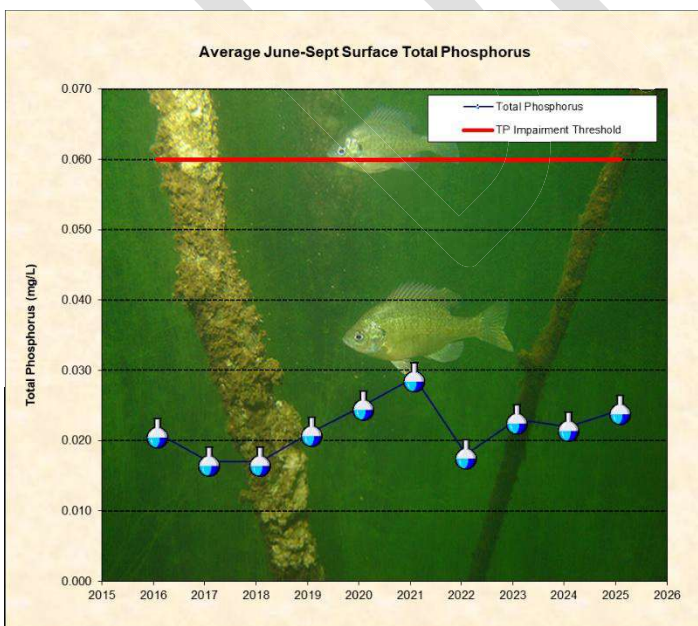 Average June-Sept Surface Total Phosphorus
Total Phosphorus
TP Impairment Threshold
Total Phosphorus (mg/L)
0.070
0.060
0.050
0.040
0.030
0.020
0.010
0.000
2015 2016 2017 2018 2019 2020 2021 2022 2023 2024 2025 2026